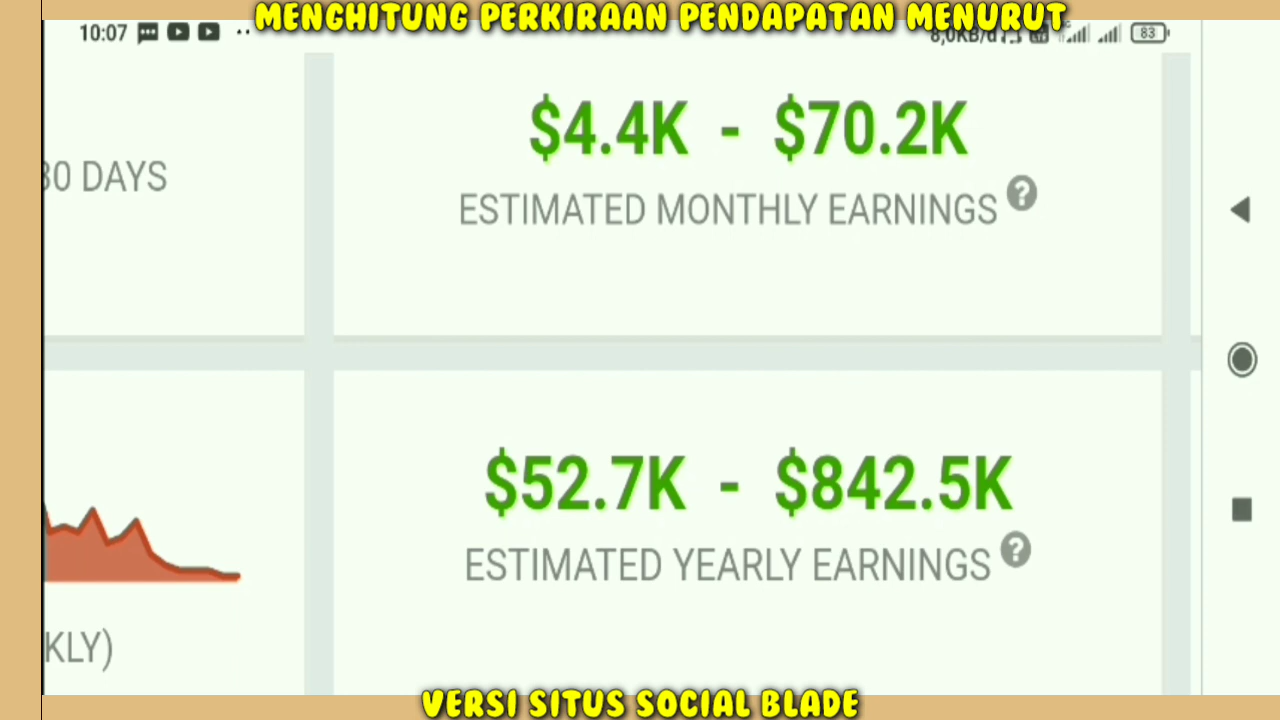 MENGHITUNG PERKIRAAN PENDAPATAN MENURUT
10:07
83
$4.4K - $70.2K
30 DAYS
ESTIMATED MONTHLY EARNINGS ?
$52.7K - $842.5K
ESTIMATED YEARLY EARNINGS ?
KLY)
VERSI SITUS SOCIAL BLADE